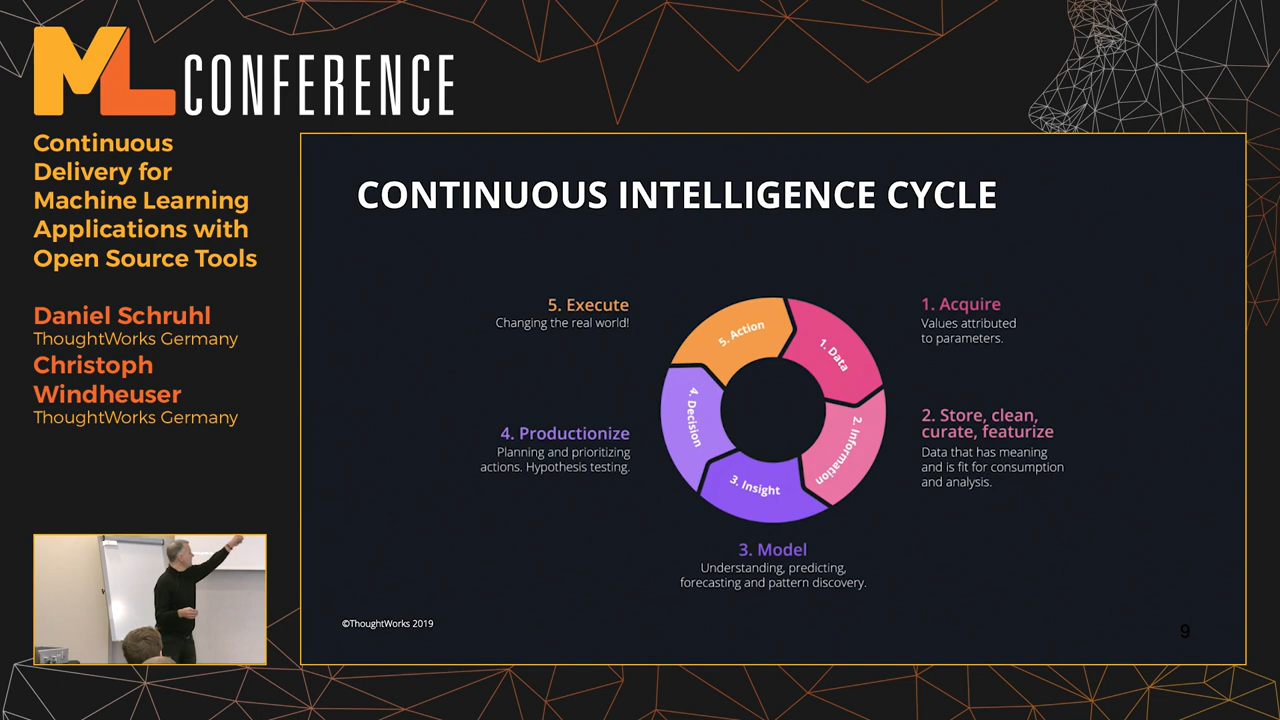 ML CONFERENCE
Continuous
Delivery for
Machine Learning
Applications with
Open Source Tools
Daniel Schruhl
ThoughtWorks Germany
Christoph
Windheuser
ThoughtWorks Germany
CONTINUOUS INTELLIGENCE CYCLE
5. Execute
Changing the real world!
1. Acquire
Values attributed
to parameters.
5. Action
1. Data
4. Decision
2. Information
3. Insight
4. Productionize
Planning and prioritizing
actions. Hypothesis testing.
2. Store, clean,
curate, featurize
Data that has meaning
and is fit for consumption
and analysis.
3. Model
Understanding, predicting,
forecasting and pattern discovery.
©ThoughtWorks 2019
9